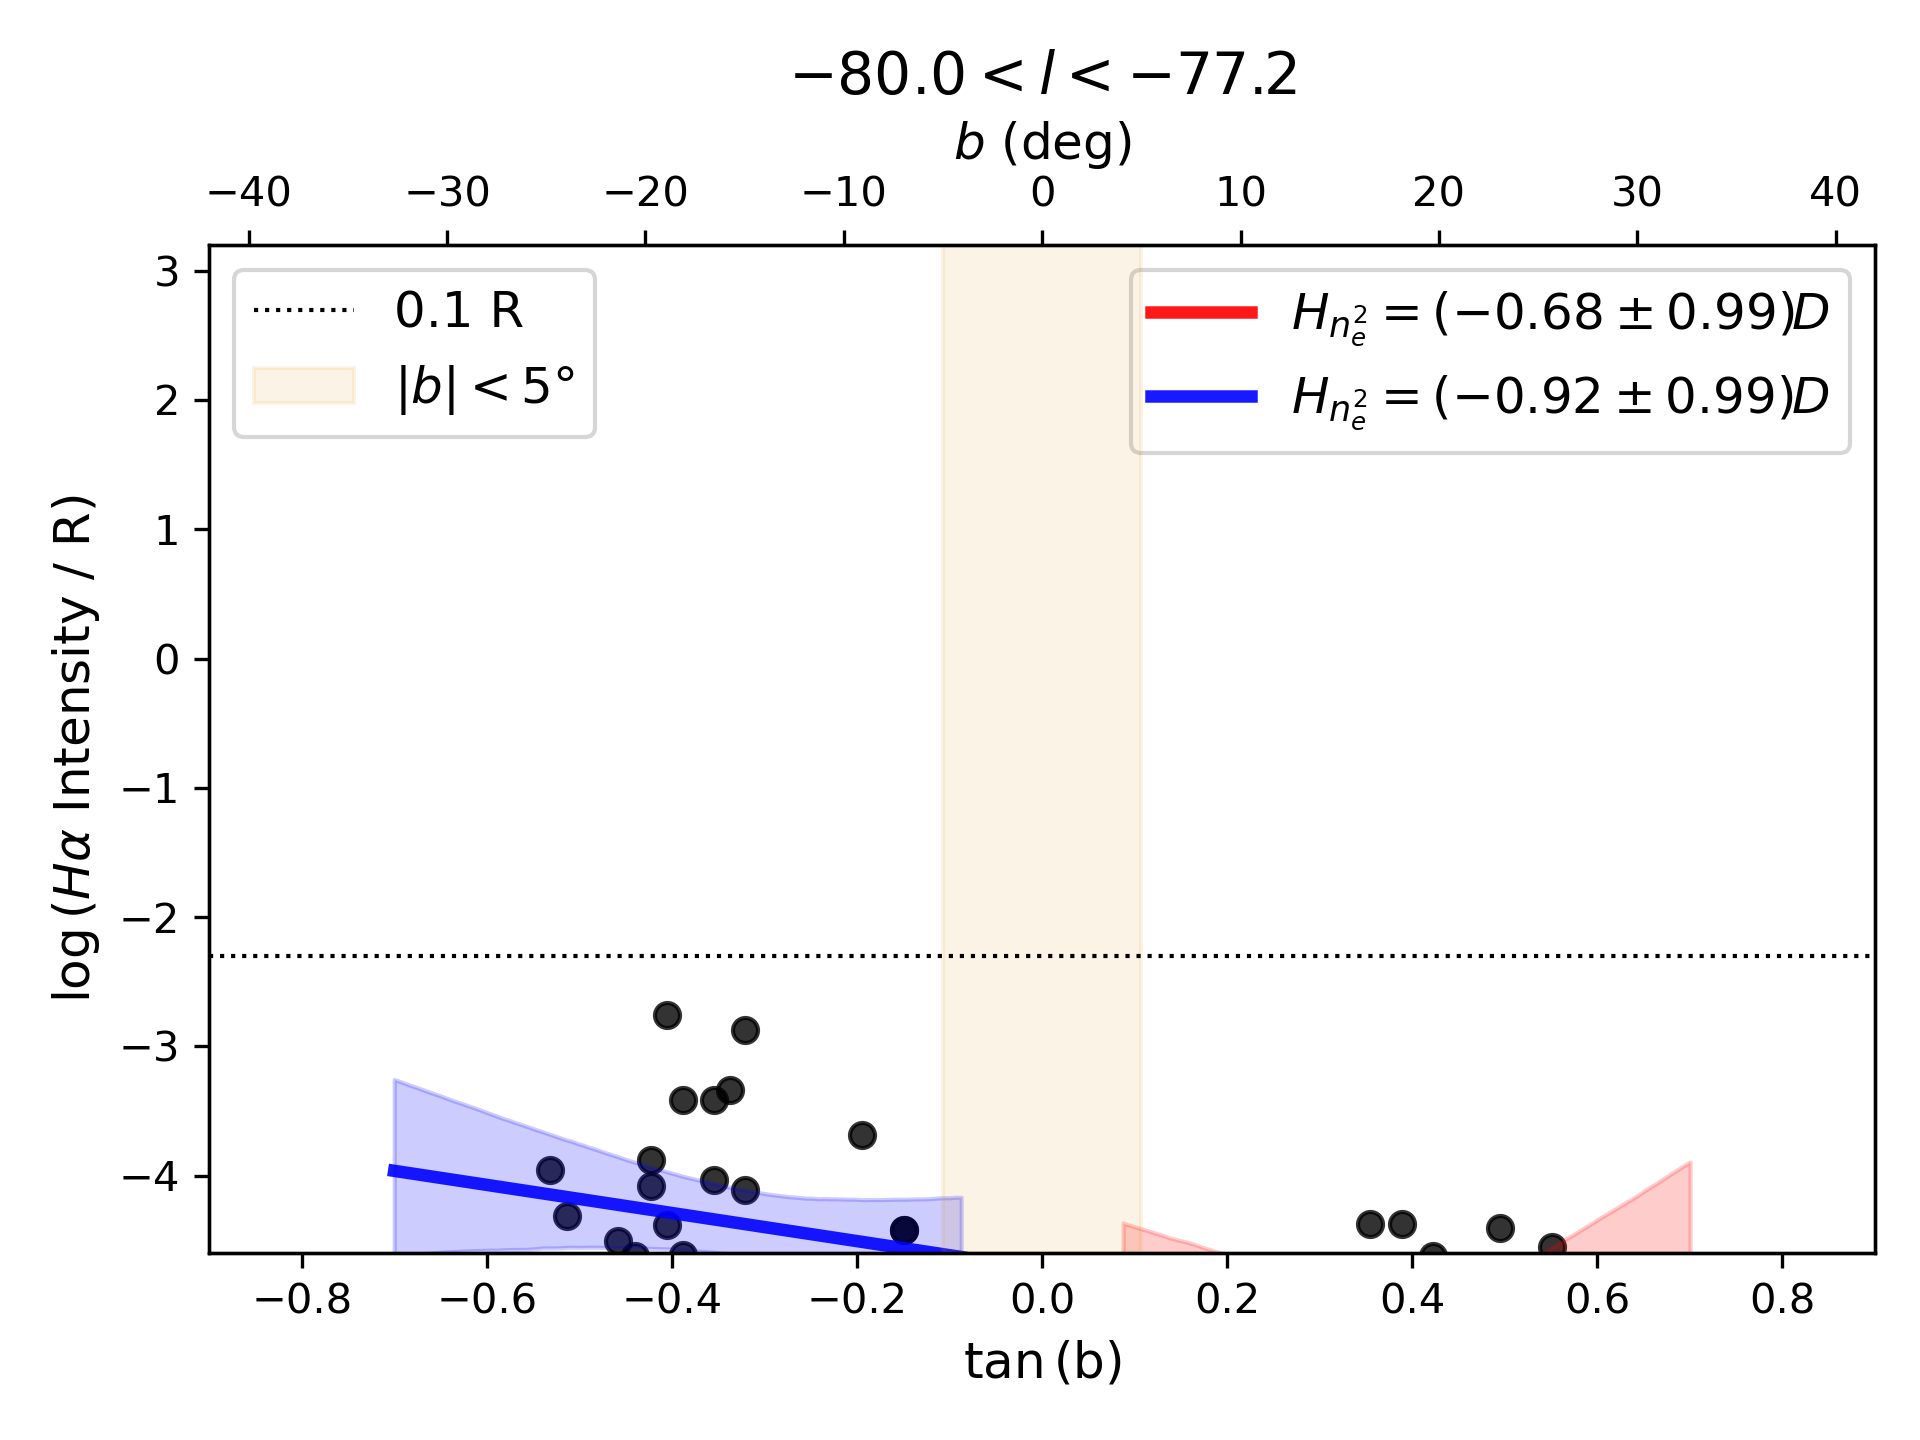 −80.0 < l < −77.2
b (deg)
−40 −30 −20 −10 0 10 20 30 40
0.1 R
|b| < 5°
H_{n_e^2} = (−0.68 ± 0.99)D
H_{n_e^2} = (−0.92 ± 0.99)D
3
2
1
0
−1
−2
−3
−4
log (Hα Intensity / R)
−0.8 −0.6 −0.4 −0.2 0.0 0.2 0.4 0.6 0.8
tan (b)